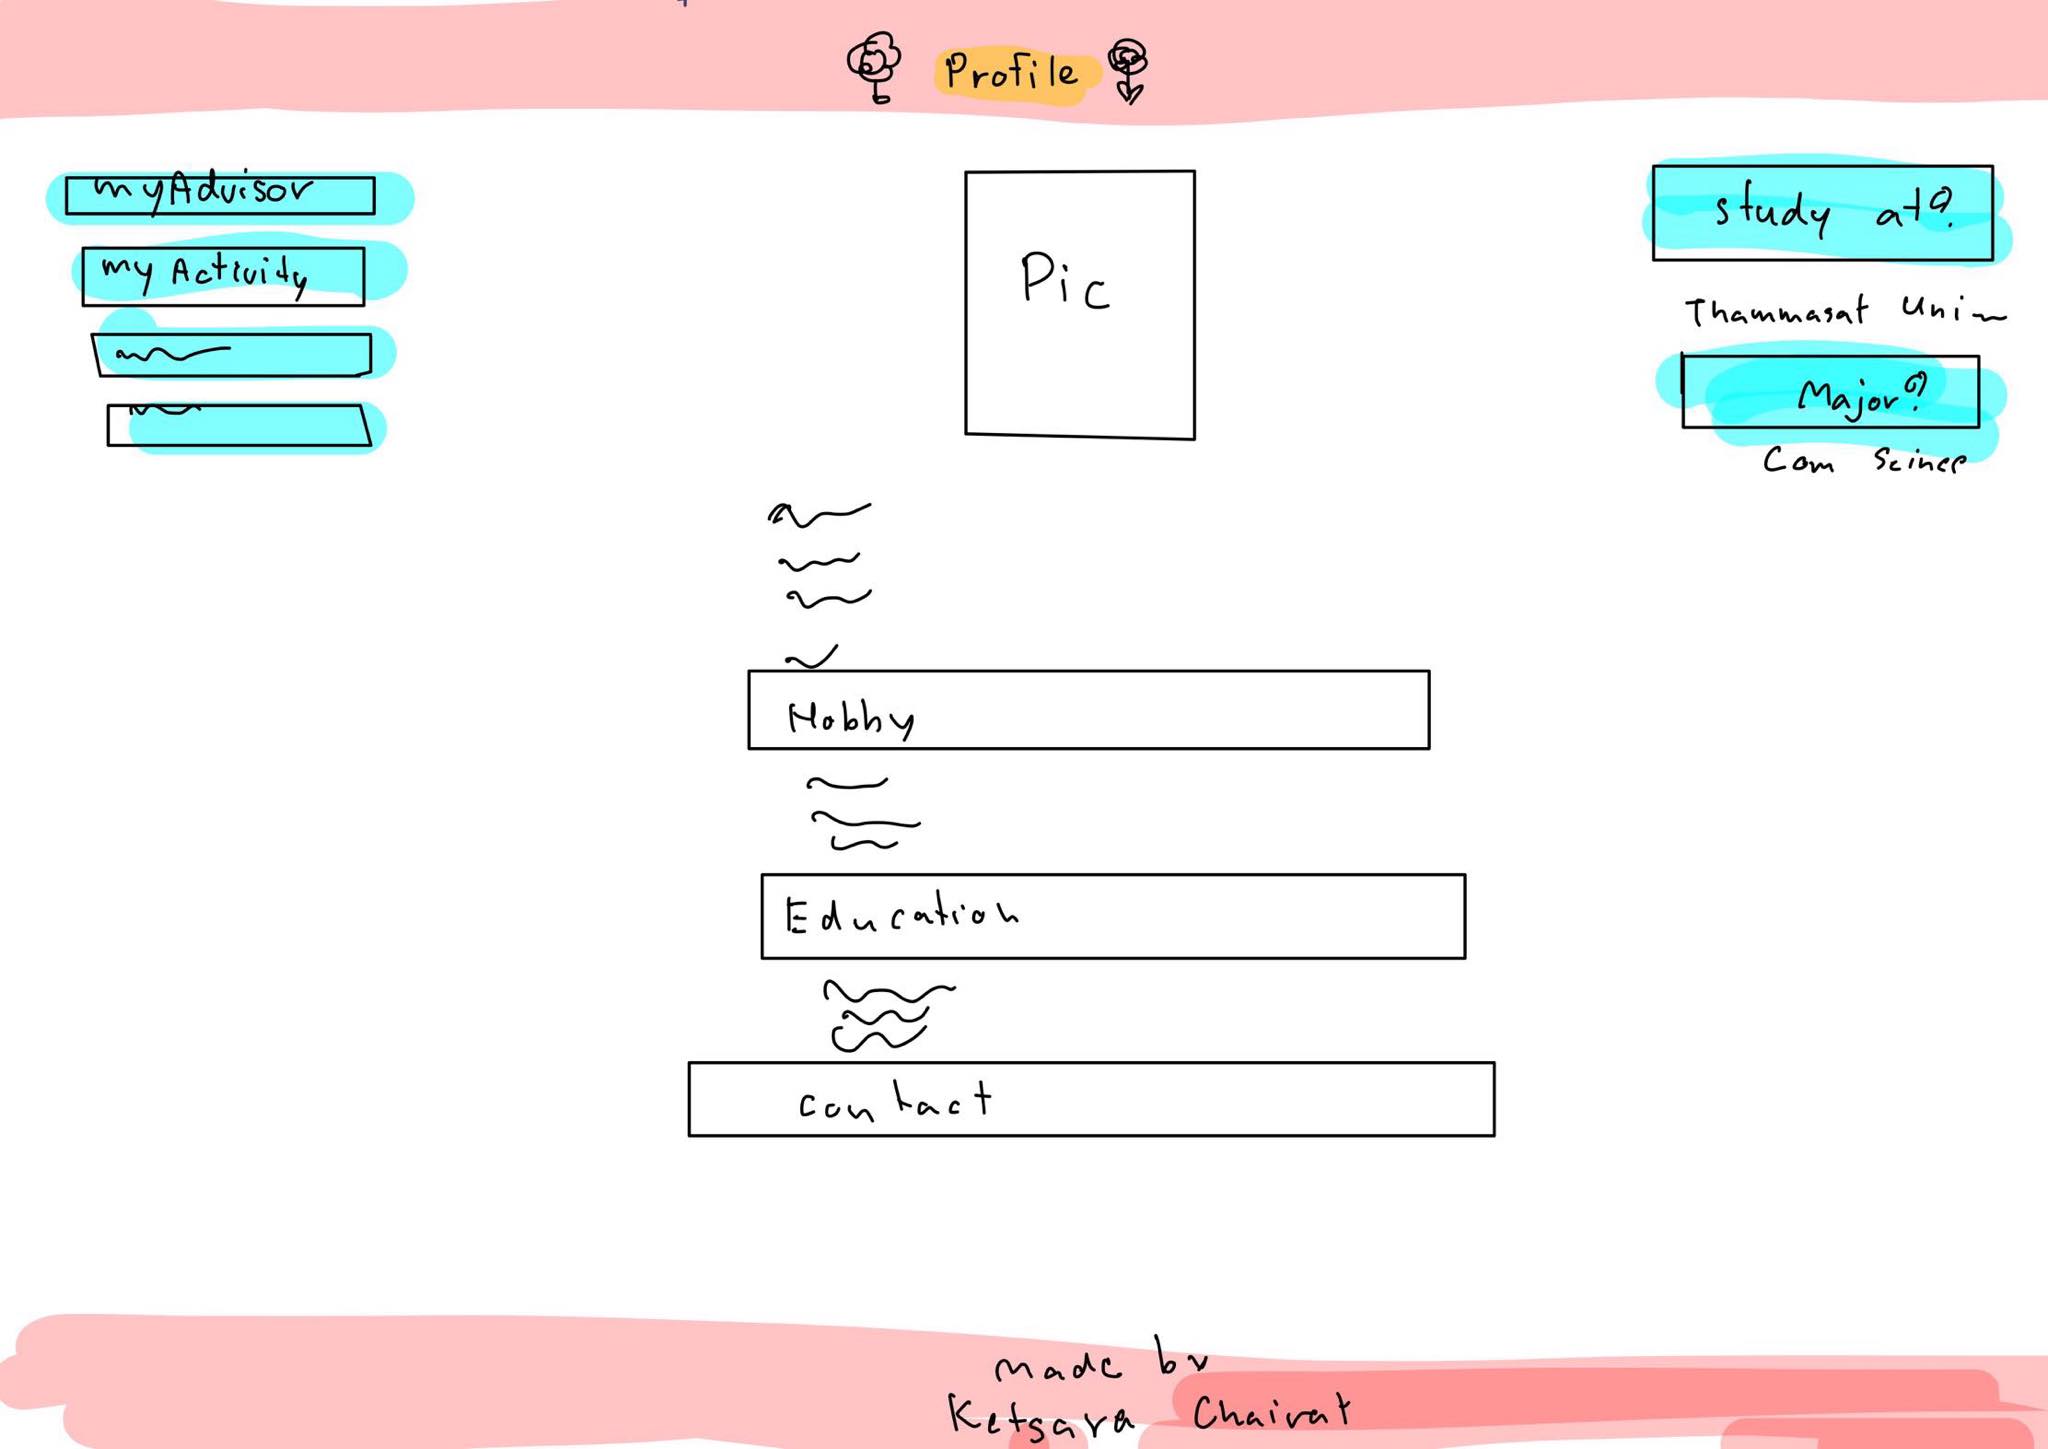 Profile
myAdvisor
my Activity
Pic
study at?
Thammasat Uni
Major?
Com Scince
Hobby
Education
contact
made by
Ketsara Chairat